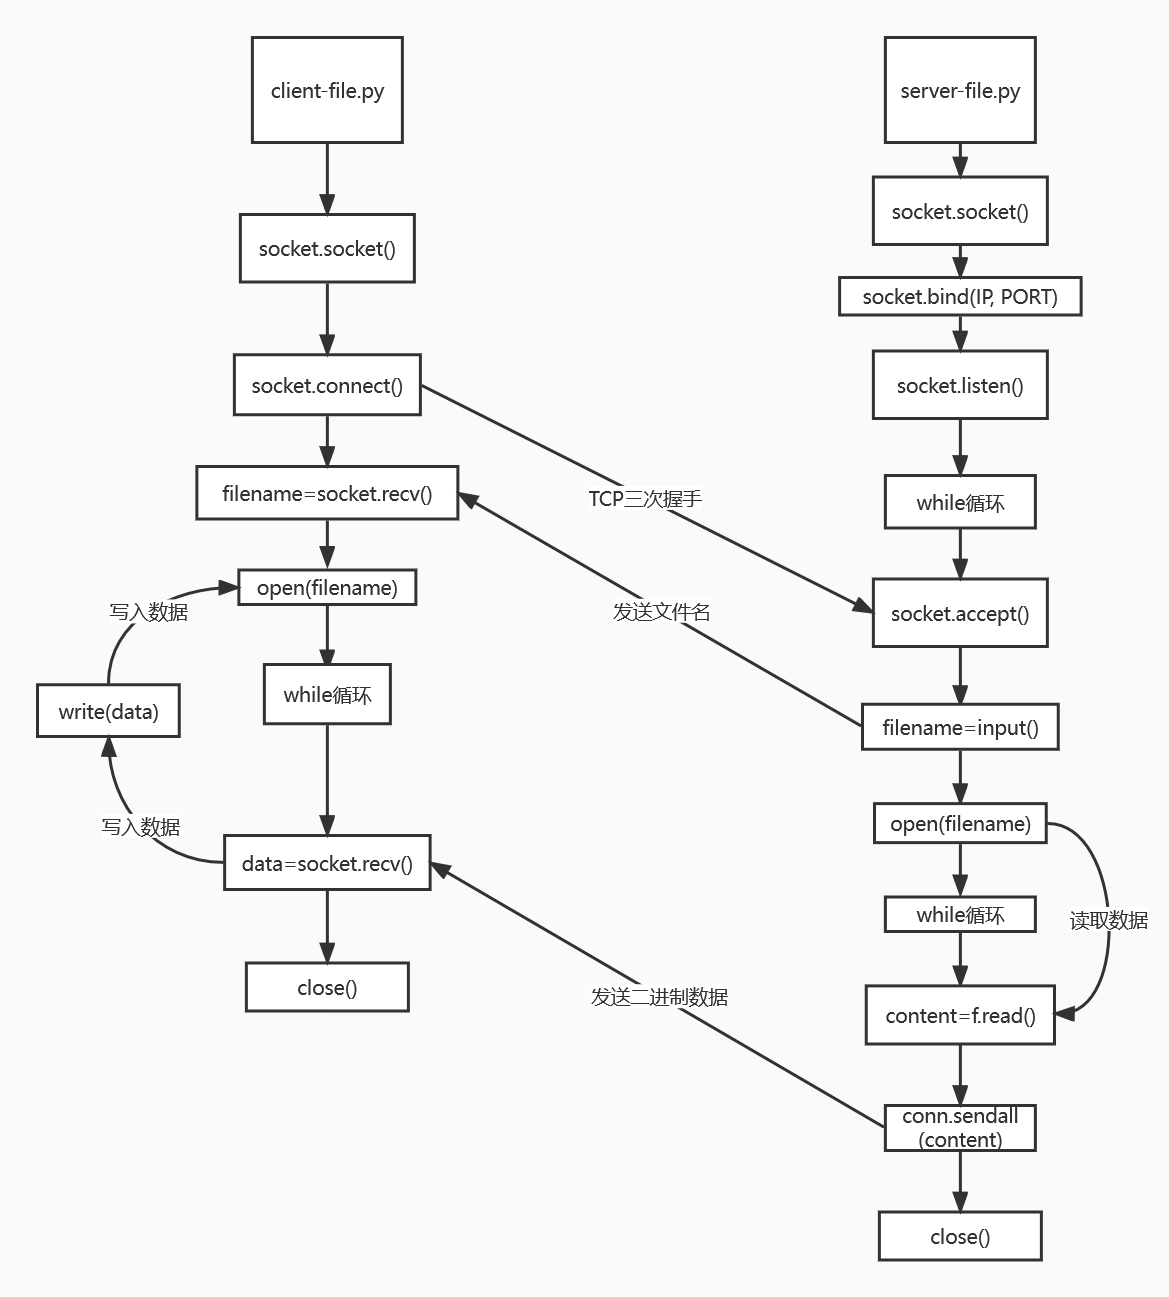 client-file.py
socket.socket()
socket.connect()
filename=socket.recv()
open(filename)
写入数据
while循环
write(data)
写入数据
data=socket.recv()
close()
TCP三次握手
发送文件名
发送二进制数据
server-file.py
socket.socket()
socket.bind(IP, PORT)
socket.listen()
while循环
socket.accept()
filename=input()
open(filename)
while循环
读取数据
content=f.read()
conn.sendall
(content)
close()